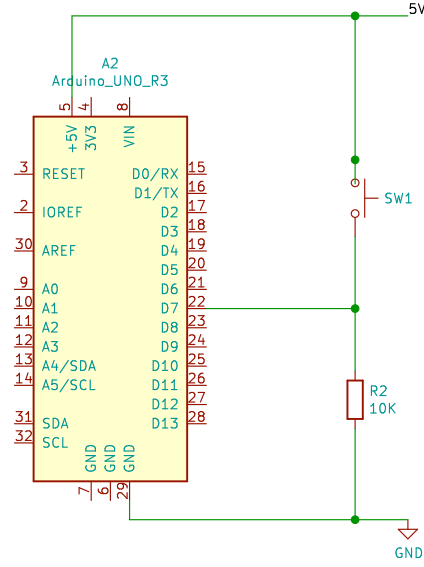 5V
A2
Arduino_UNO_R3
5
4
8
+5V
3V3
VIN
3 RESET
D0/RX 15
D1/TX 16
2 IOREF
D2 17
D3 18
30 AREF
D4 19
D5 20
9 A0
D6 21
10 A1
D7 22
11 A2
D8 23
12 A3
D9 24
13 A4/SDA
D10 25
14 A5/SCL
D11 26
D12 27
31 SDA
D13 28
32 SCL
GND
GND
GND
7
6
29
SW1
R2
10K
GND